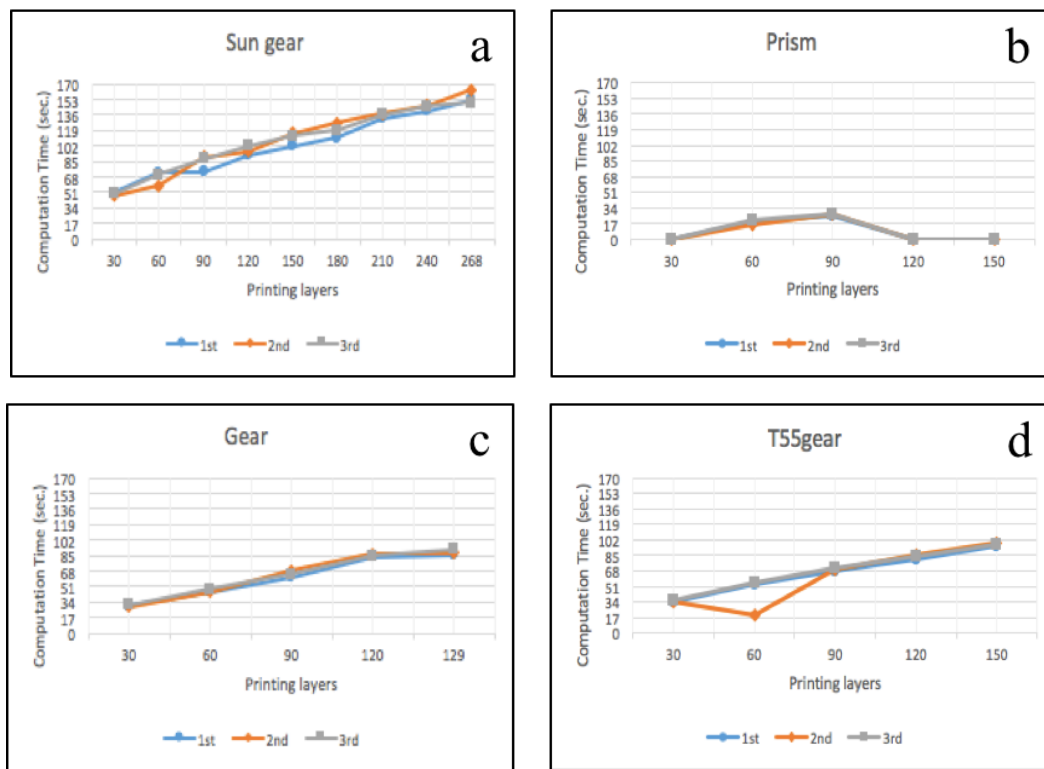 Sun gear
a
Computation Time (sec.)
170
153
136
119
102
85
68
51
34
17
0
30 60 90 120 150 180 210 240 268
Printing layers
1st 2nd 3rd
Prism
b
Computation Time (sec.)
170
153
136
119
102
85
68
51
34
17
0
30 60 90 120 150
Printing layers
1st 2nd 3rd
Gear
c
Computation Time (sec.)
170
153
136
119
102
85
68
51
34
17
0
30 60 90 120 129
Printing layers
1st 2nd 3rd
T55gear
d
Computation Time (sec.)
170
153
136
119
102
85
68
51
34
17
0
30 60 90 120 150
Printing layers
1st 2nd 3rd